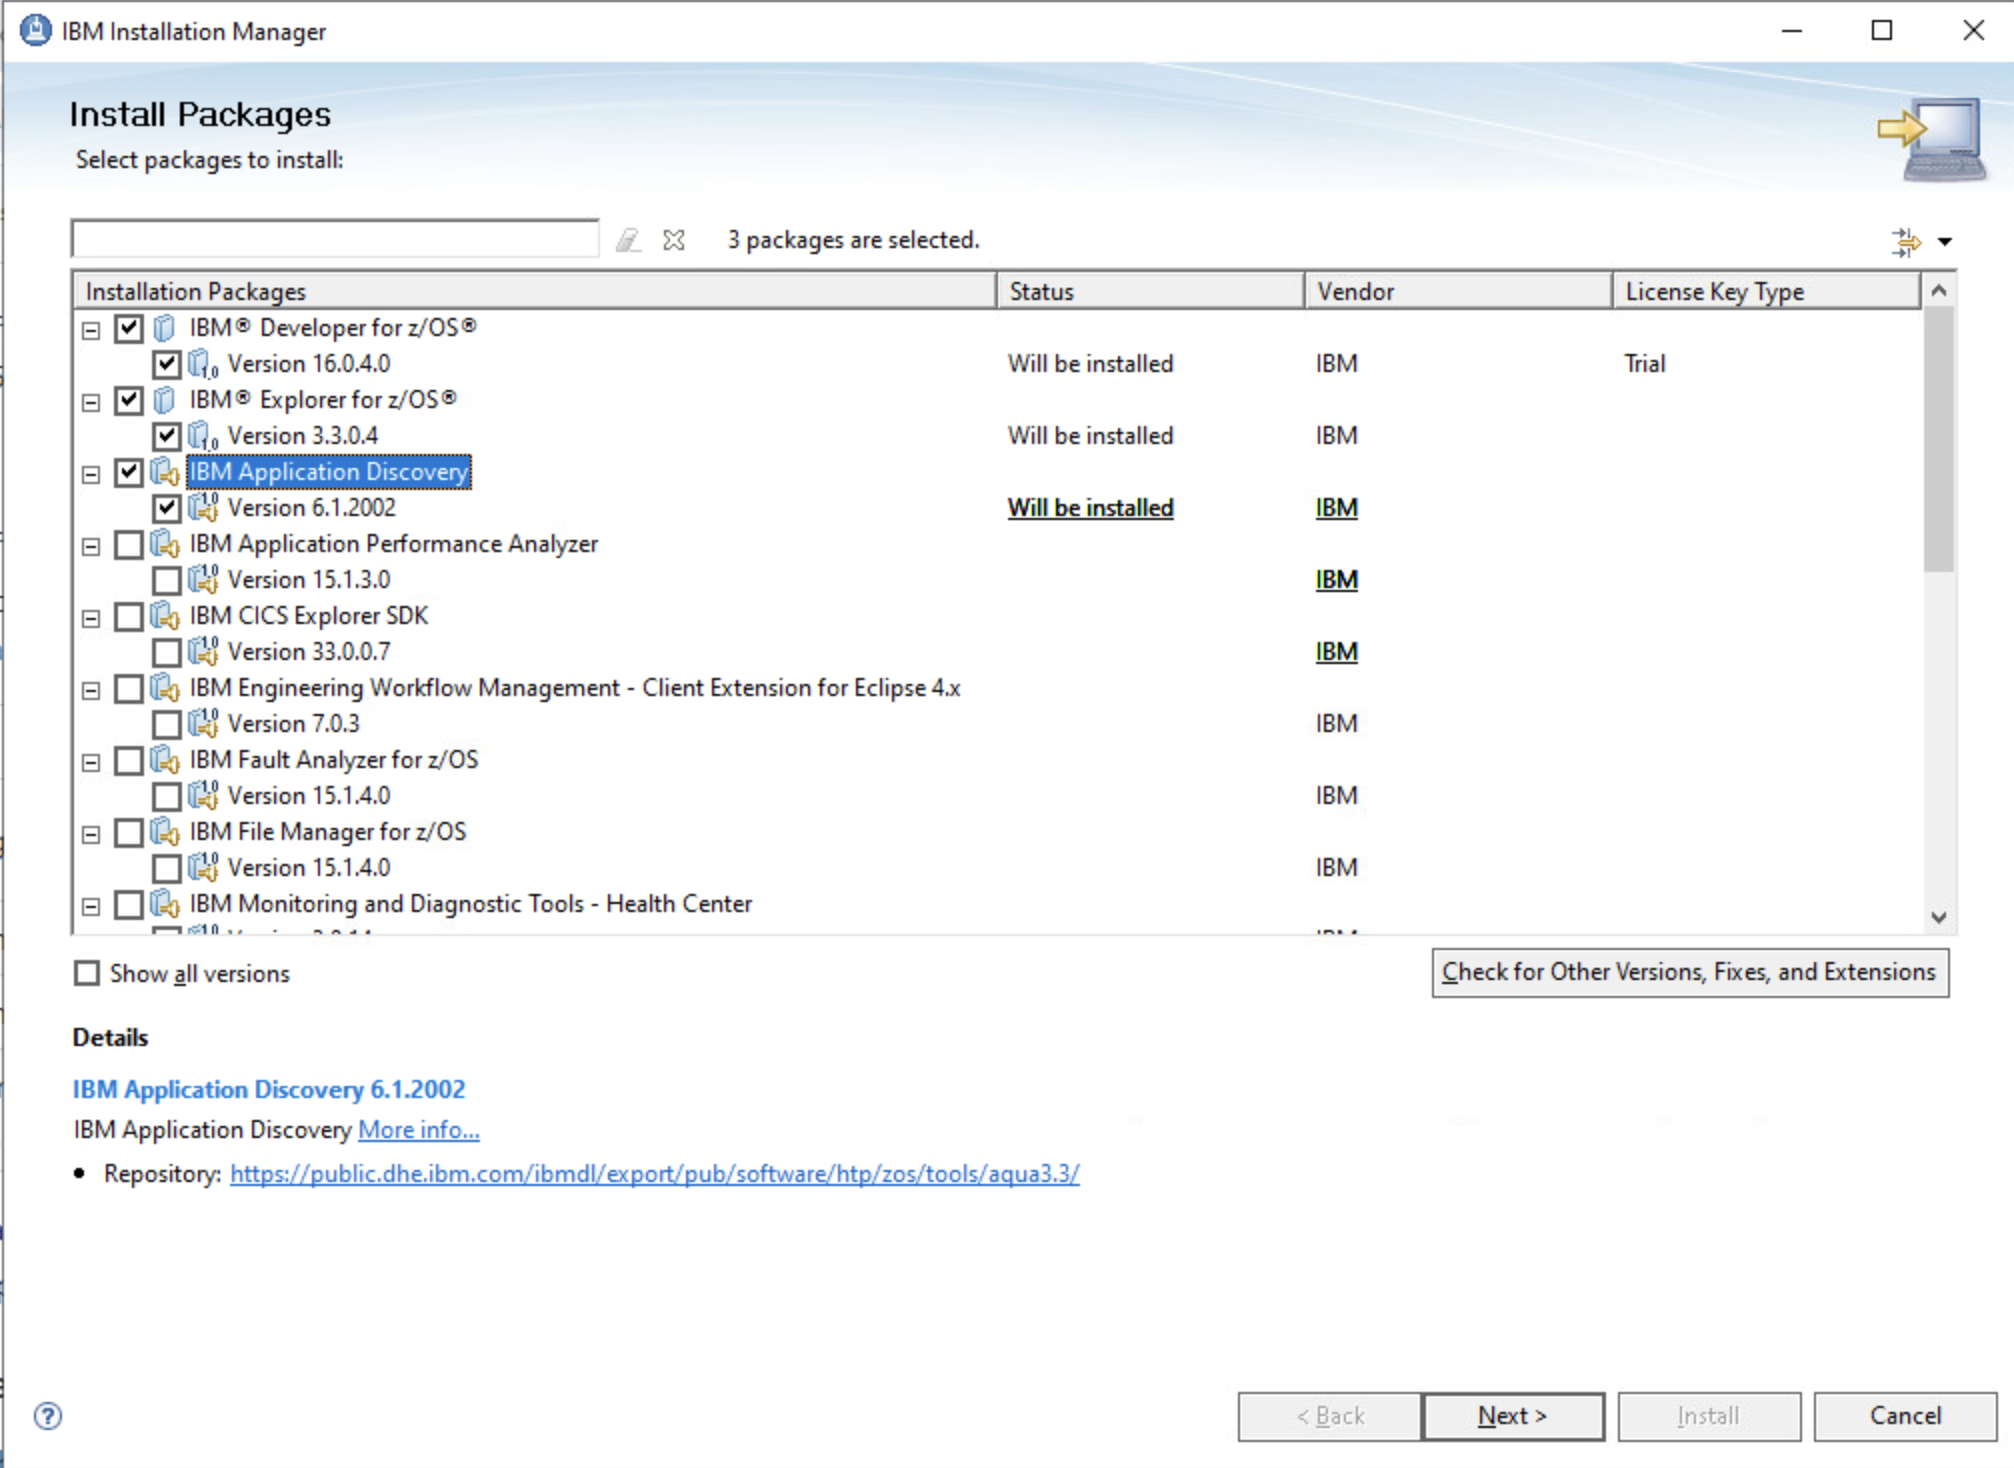 IBM Installation Manager
Install Packages
Select packages to install:
3 packages are selected.
Installation Packages Status Vendor License Key Type
IBM® Developer for z/OS®
Version 16.0.4.0 Will be installed IBM Trial
IBM® Explorer for z/OS®
Version 3.3.0.4 Will be installed IBM
IBM Application Discovery
Version 6.1.2002 Will be installed IBM
IBM Application Performance Analyzer
Version 15.1.3.0 IBM
IBM CICS Explorer SDK
Version 33.0.0.7 IBM
IBM Engineering Workflow Management - Client Extension for Eclipse 4.x
Version 7.0.3 IBM
IBM Fault Analyzer for z/OS
Version 15.1.4.0 IBM
IBM File Manager for z/OS
Version 15.1.4.0 IBM
IBM Monitoring and Diagnostic Tools - Health Center
Show all versions Check for Other Versions, Fixes, and Extensions
Details
IBM Application Discovery 6.1.2002
IBM Application Discovery More info...
• Repository: https://public.dhe.ibm.com/ibmdl/export/pub/software/htp/zos/tools/aqua3.3/
? < Back Next > Install Cancel